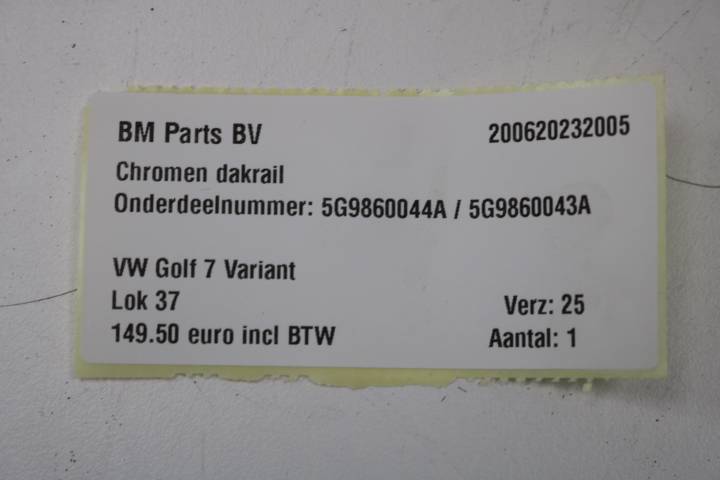 BM Parts BV 200620232005
Chromen dakrail
Onderdeelnummer: 5G9860044A / 5G9860043A
VW Golf 7 Variant
Lok 37 Verz: 25
149.50 euro incl BTW Aantal: 1